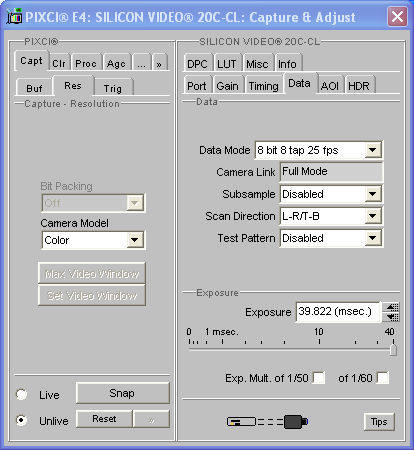 PIXCI® E4: SILICON VIDEO® 20C-CL: Capture & Adjust
PIXCI®
Capt Clr Proc Agc ... »
Buf Res Trig
Capture - Resolution
Bit Packing
Off
Camera Model
Color
Max Video Window
Set Video Window
Live
Snap
Unlive
Reset
»
SILICON VIDEO® 20C-CL
DPC LUT Misc Info
Port Gain Timing Data AOI HDR
Data
Data Mode 8 bit 8 tap 25 fps
Camera Link Full Mode
Subsample Disabled
Scan Direction L-R/T-B
Test Pattern Disabled
Exposure
Exposure 39.822 (msec.)
0 1 msec. 10 40
Exp. Mult. of 1/50 of 1/60
Tips